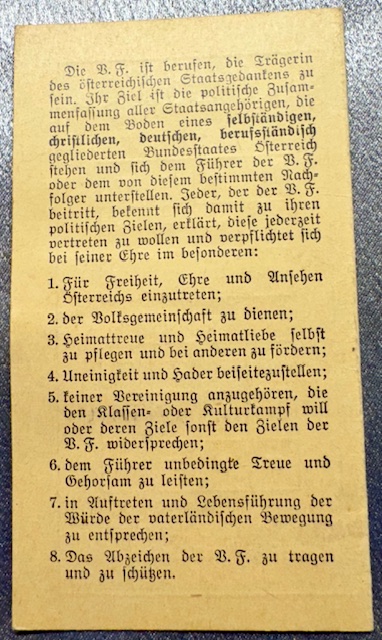 Die V. F. ist berufen, die Trägerin
des österreichischen Staatsgedankens zu
sein. Ihr Ziel ist die politische Zusam-
menfassung aller Staatsangehörigen, die
auf dem Boden eines selbständigen,
christlichen, deutschen, berufsständisch
gegliederten Bundesstaates Österreich
stehen und sich dem Führer der V. F.
oder dem von diesem bestimmten Nach-
folger unterstellen. Jeder, der der V. F.
beitritt, bekennt sich damit zu ihren
politischen Zielen, erklärt, diese jederzeit
vertreten zu wollen und verpflichtet sich
bei seiner Ehre im besonderen:
1. Für Freiheit, Ehre und Ansehen
Österreichs einzutreten;
2. der Volksgemeinschaft zu dienen;
3. Heimattreue und Heimatliebe selbst
zu pflegen und bei anderen zu fördern;
4. Uneinigkeit und Hader beiseitezustellen;
5. keiner Vereinigung anzugehören, die
den Klassen- oder Kulturkampf will
oder deren Ziele sonst den Zielen der
V. F. widersprechen;
6. dem Führer unbedingte Treue und
Gehorsam zu leisten;
7. in Auftreten und Lebensführung der
Würde der vaterländischen Bewegung
zu entsprechen;
8. Das Abzeichen der V. F. zu tragen
und zu schützen.